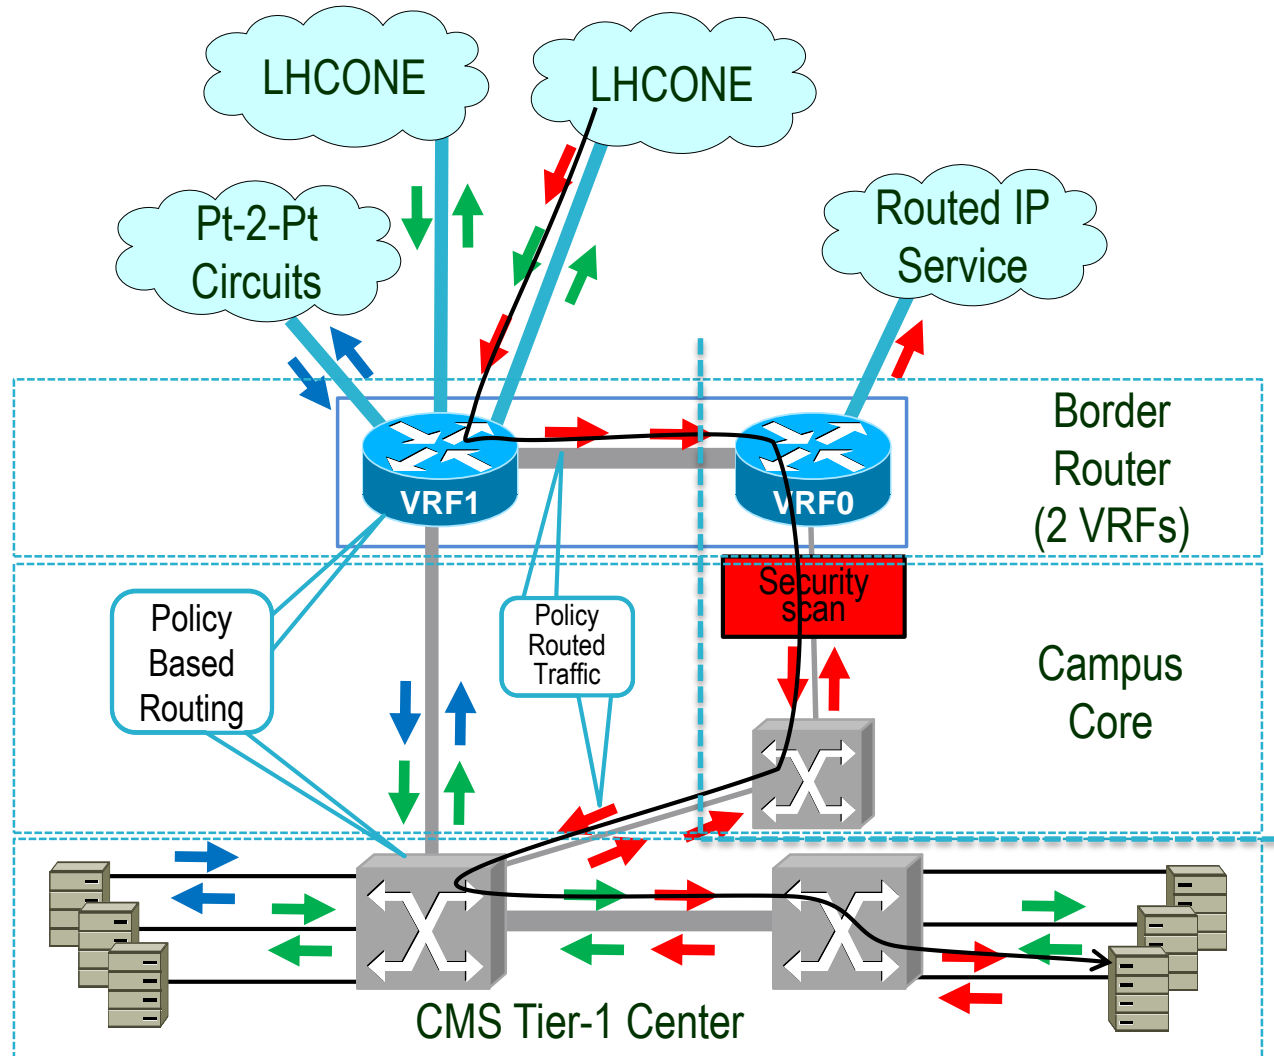 LHCONE
LHCONE
Pt-2-Pt
Circuits
Routed IP
Service
Border
Router
(2 VRFs)
VRF1
VRF0
Security
scan
Policy
Based
Routing
Policy
Routed
Traffic
Campus
Core
CMS Tier-1 Center